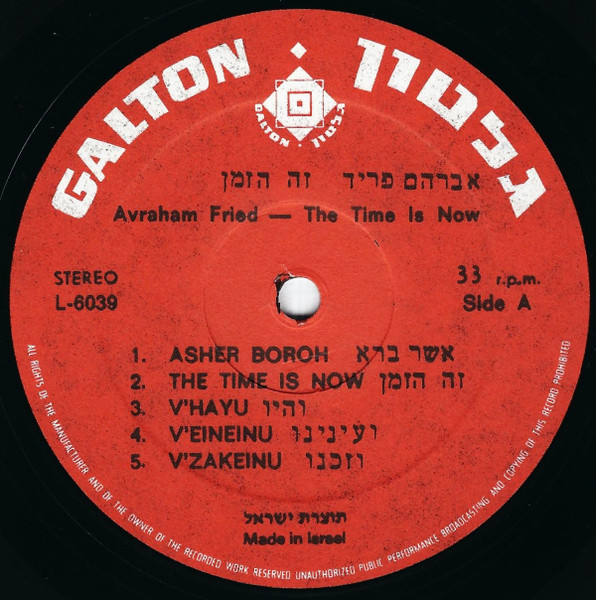 GALTON גלטון
GALTON גלטון
אברהם פריד זה הזמן
Avraham Fried — The Time Is Now
STEREO
L-6039
33 r.p.m.
Side A
1. ASHER BOROH אשר ברא
2. THE TIME IS NOW זה הזמן
3. V'HAYU והיו
4. V'EINEINU ועינינו
5. V'ZAKEINU וזכנו
תוצרת ישראל
Made in Israel
ALL RIGHTS OF THE MANUFACTURER AND OF THE OWNER OF THE RECORDED WORK RESERVED UNAUTHORIZED PUBLIC PERFORMANCE BROADCASTING AND COPYING OF THIS RECORD PROHIBITED